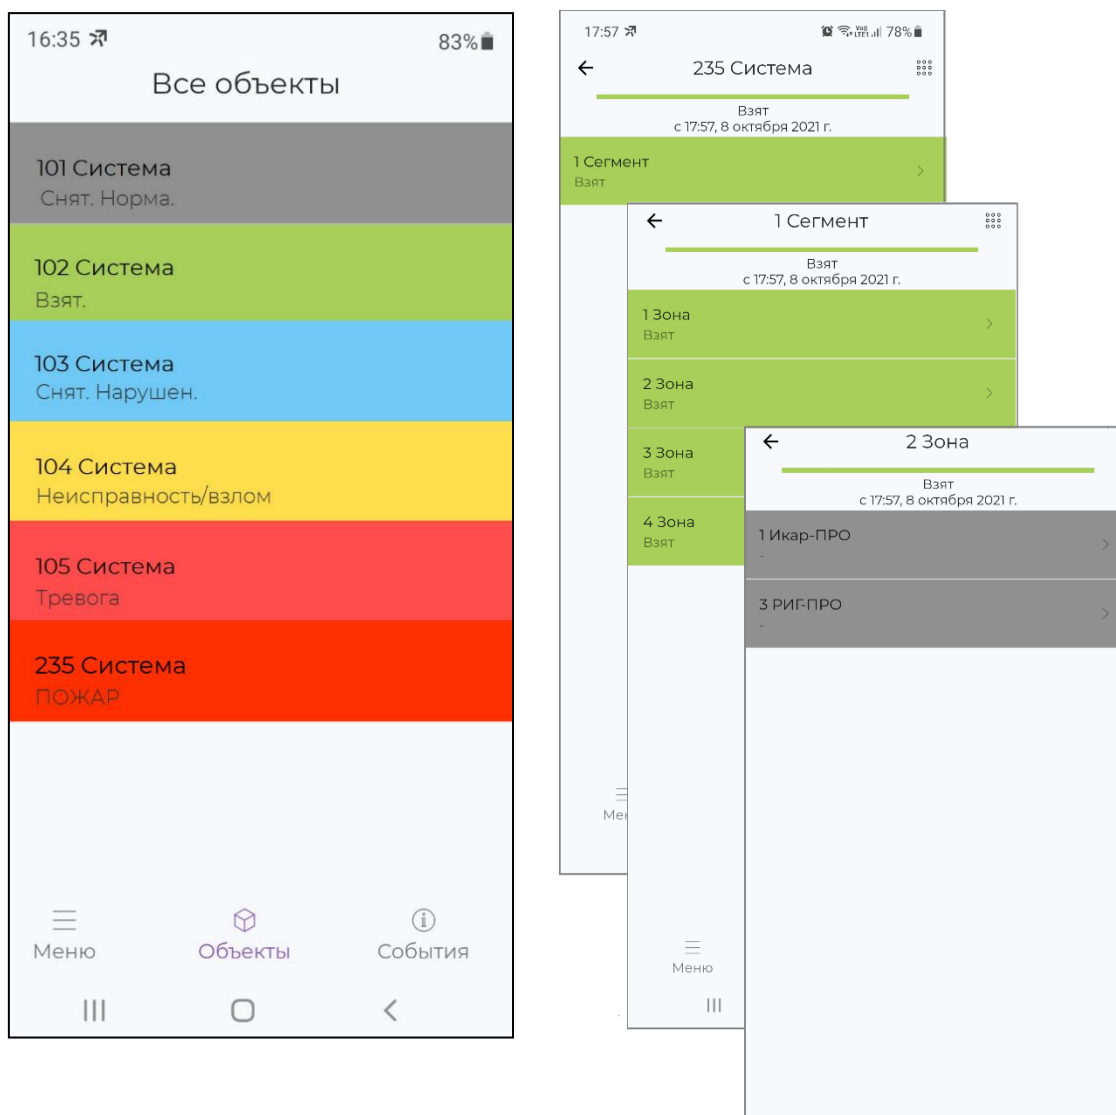 16:35 83%
Все объекты
101 Система
Снят. Норма.
102 Система
Взят.
103 Система
Снят. Нарушен.
104 Система
Неисправность/взлом
105 Система
Тревога
235 Система
ПОЖАР
Меню Объекты События
17:57 78%
235 Система
Взят
с 17:57, 8 октября 2021 г.
1 Сегмент
Взят
1 Сегмент
Взят
с 17:57, 8 октября 2021 г.
1 Зона
Взят
2 Зона
Взят
3 Зона
Взят
4 Зона
Взят
Меню
2 Зона
Взят
с 17:57, 8 октября 2021 г.
1 Икар-ПРО
-
3 РИГ-ПРО
-